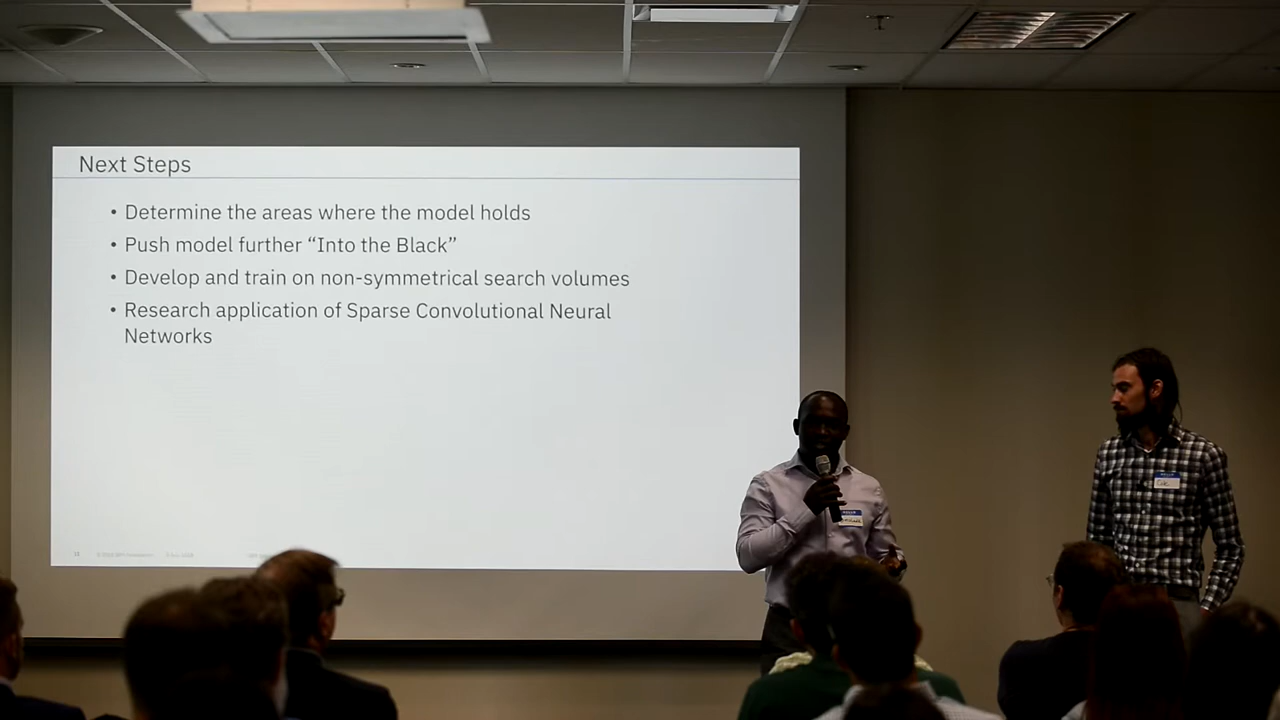 Next Steps
• Determine the areas where the model holds
• Push model further “Into the Black”
• Develop and train on non-symmetrical search volumes
• Research application of Sparse Convolutional Neural
Networks